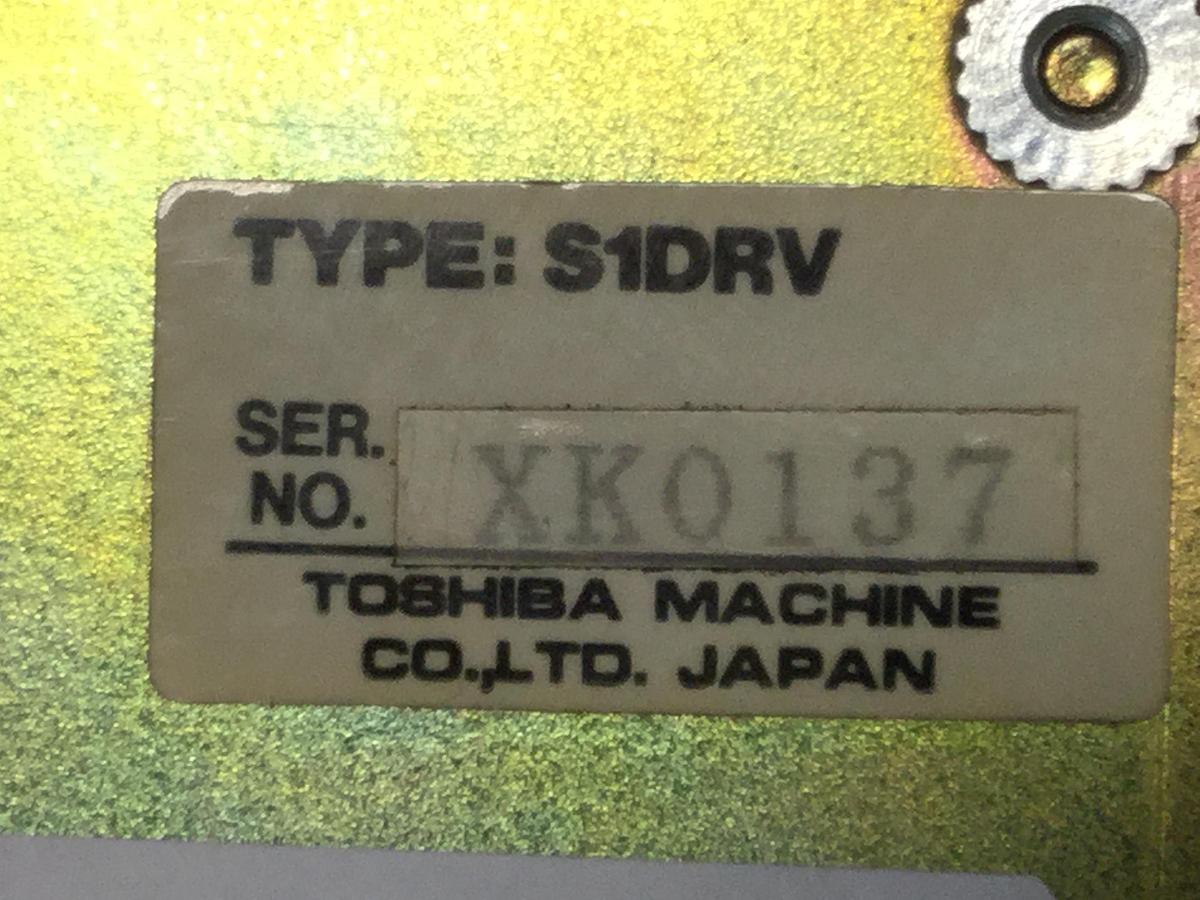 TYPE: S1DRV
SER.
NO. XK0137
TOSHIBA MACHINE
CO.,LTD. JAPAN